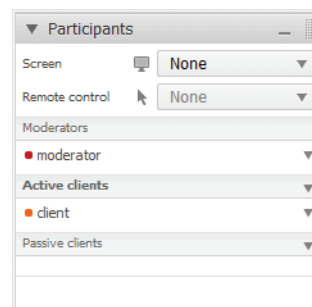 Participants
Screen None
Remote control None
Moderators
moderator
Active clients
client
Passive clients